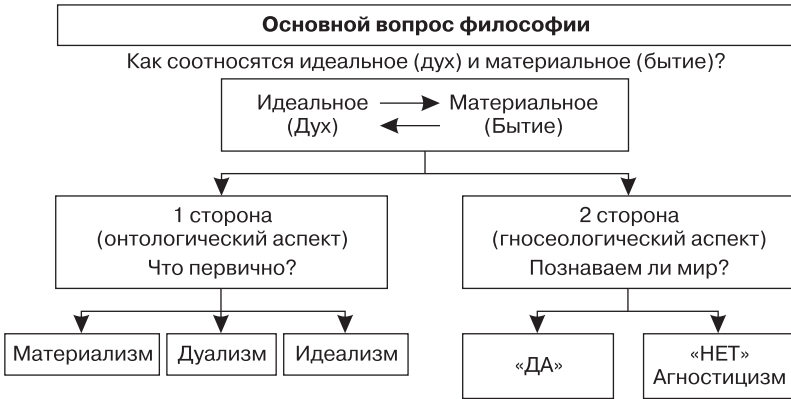 Основной вопрос философии
Как соотносятся идеальное (дух) и материальное (бытие)?
Идеальное Материальное
(Дух) (Бытие)
1 сторона
(онтологический аспект)
Что первично?
2 сторона
(гносеологический аспект)
Познаваем ли мир?
Материализм
Дуализм
Идеализм
«ДА»
«НЕТ»
Агностицизм